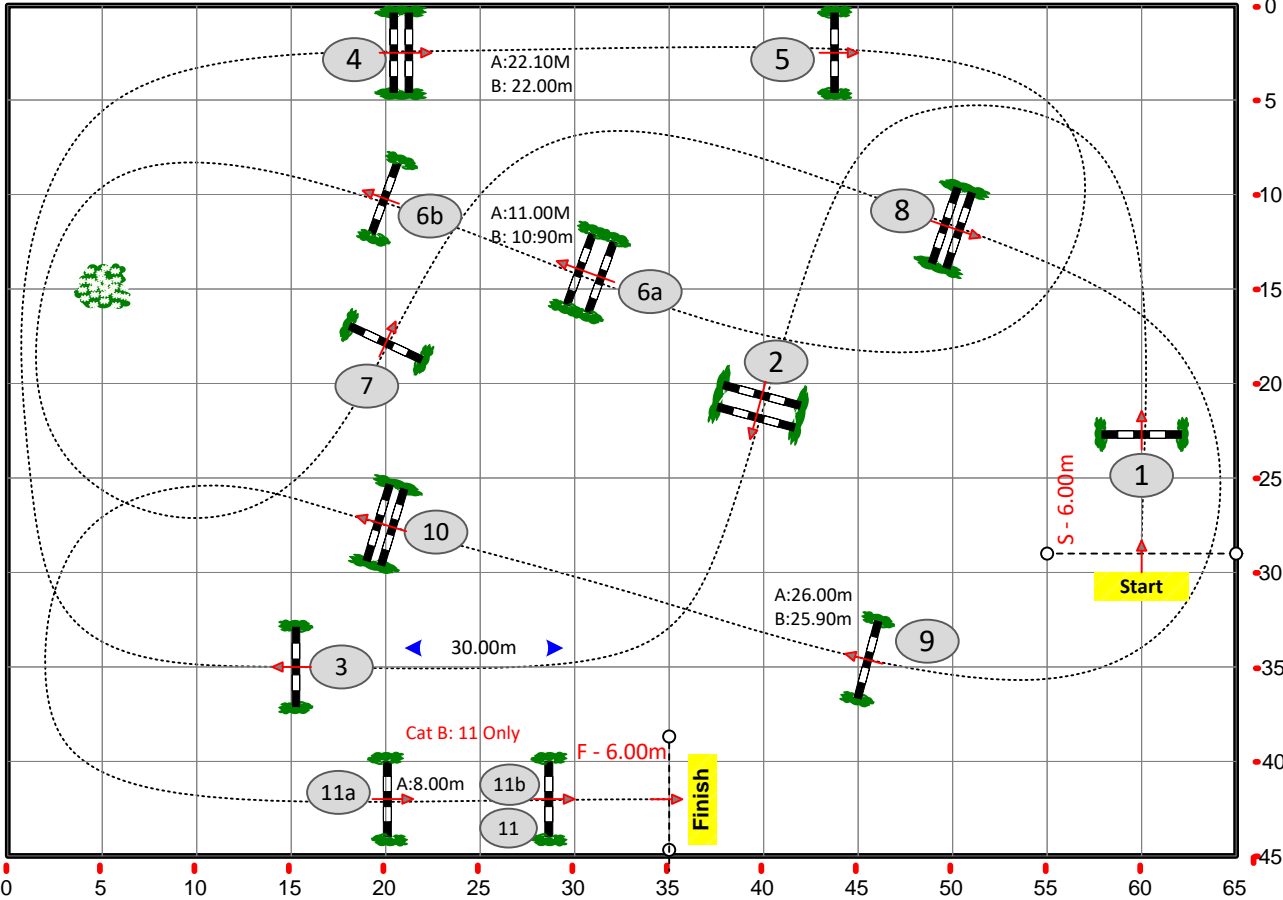 0
4
5
A:22.10M
B: 22.00m
5
8
10
6b
A:11.00M
B: 10:90m
6a
15
2
7
20
1
25
S - 6.00m
10
30
Start
A:26.00m
B:25.90m
9
3
30.00m
35
Cat B: 11 Only
F - 6.00m
40
11a
A:8.00m
11b
11
Finish
45
0
5
10
15
20
25
30
35
40
45
50
55
60
65